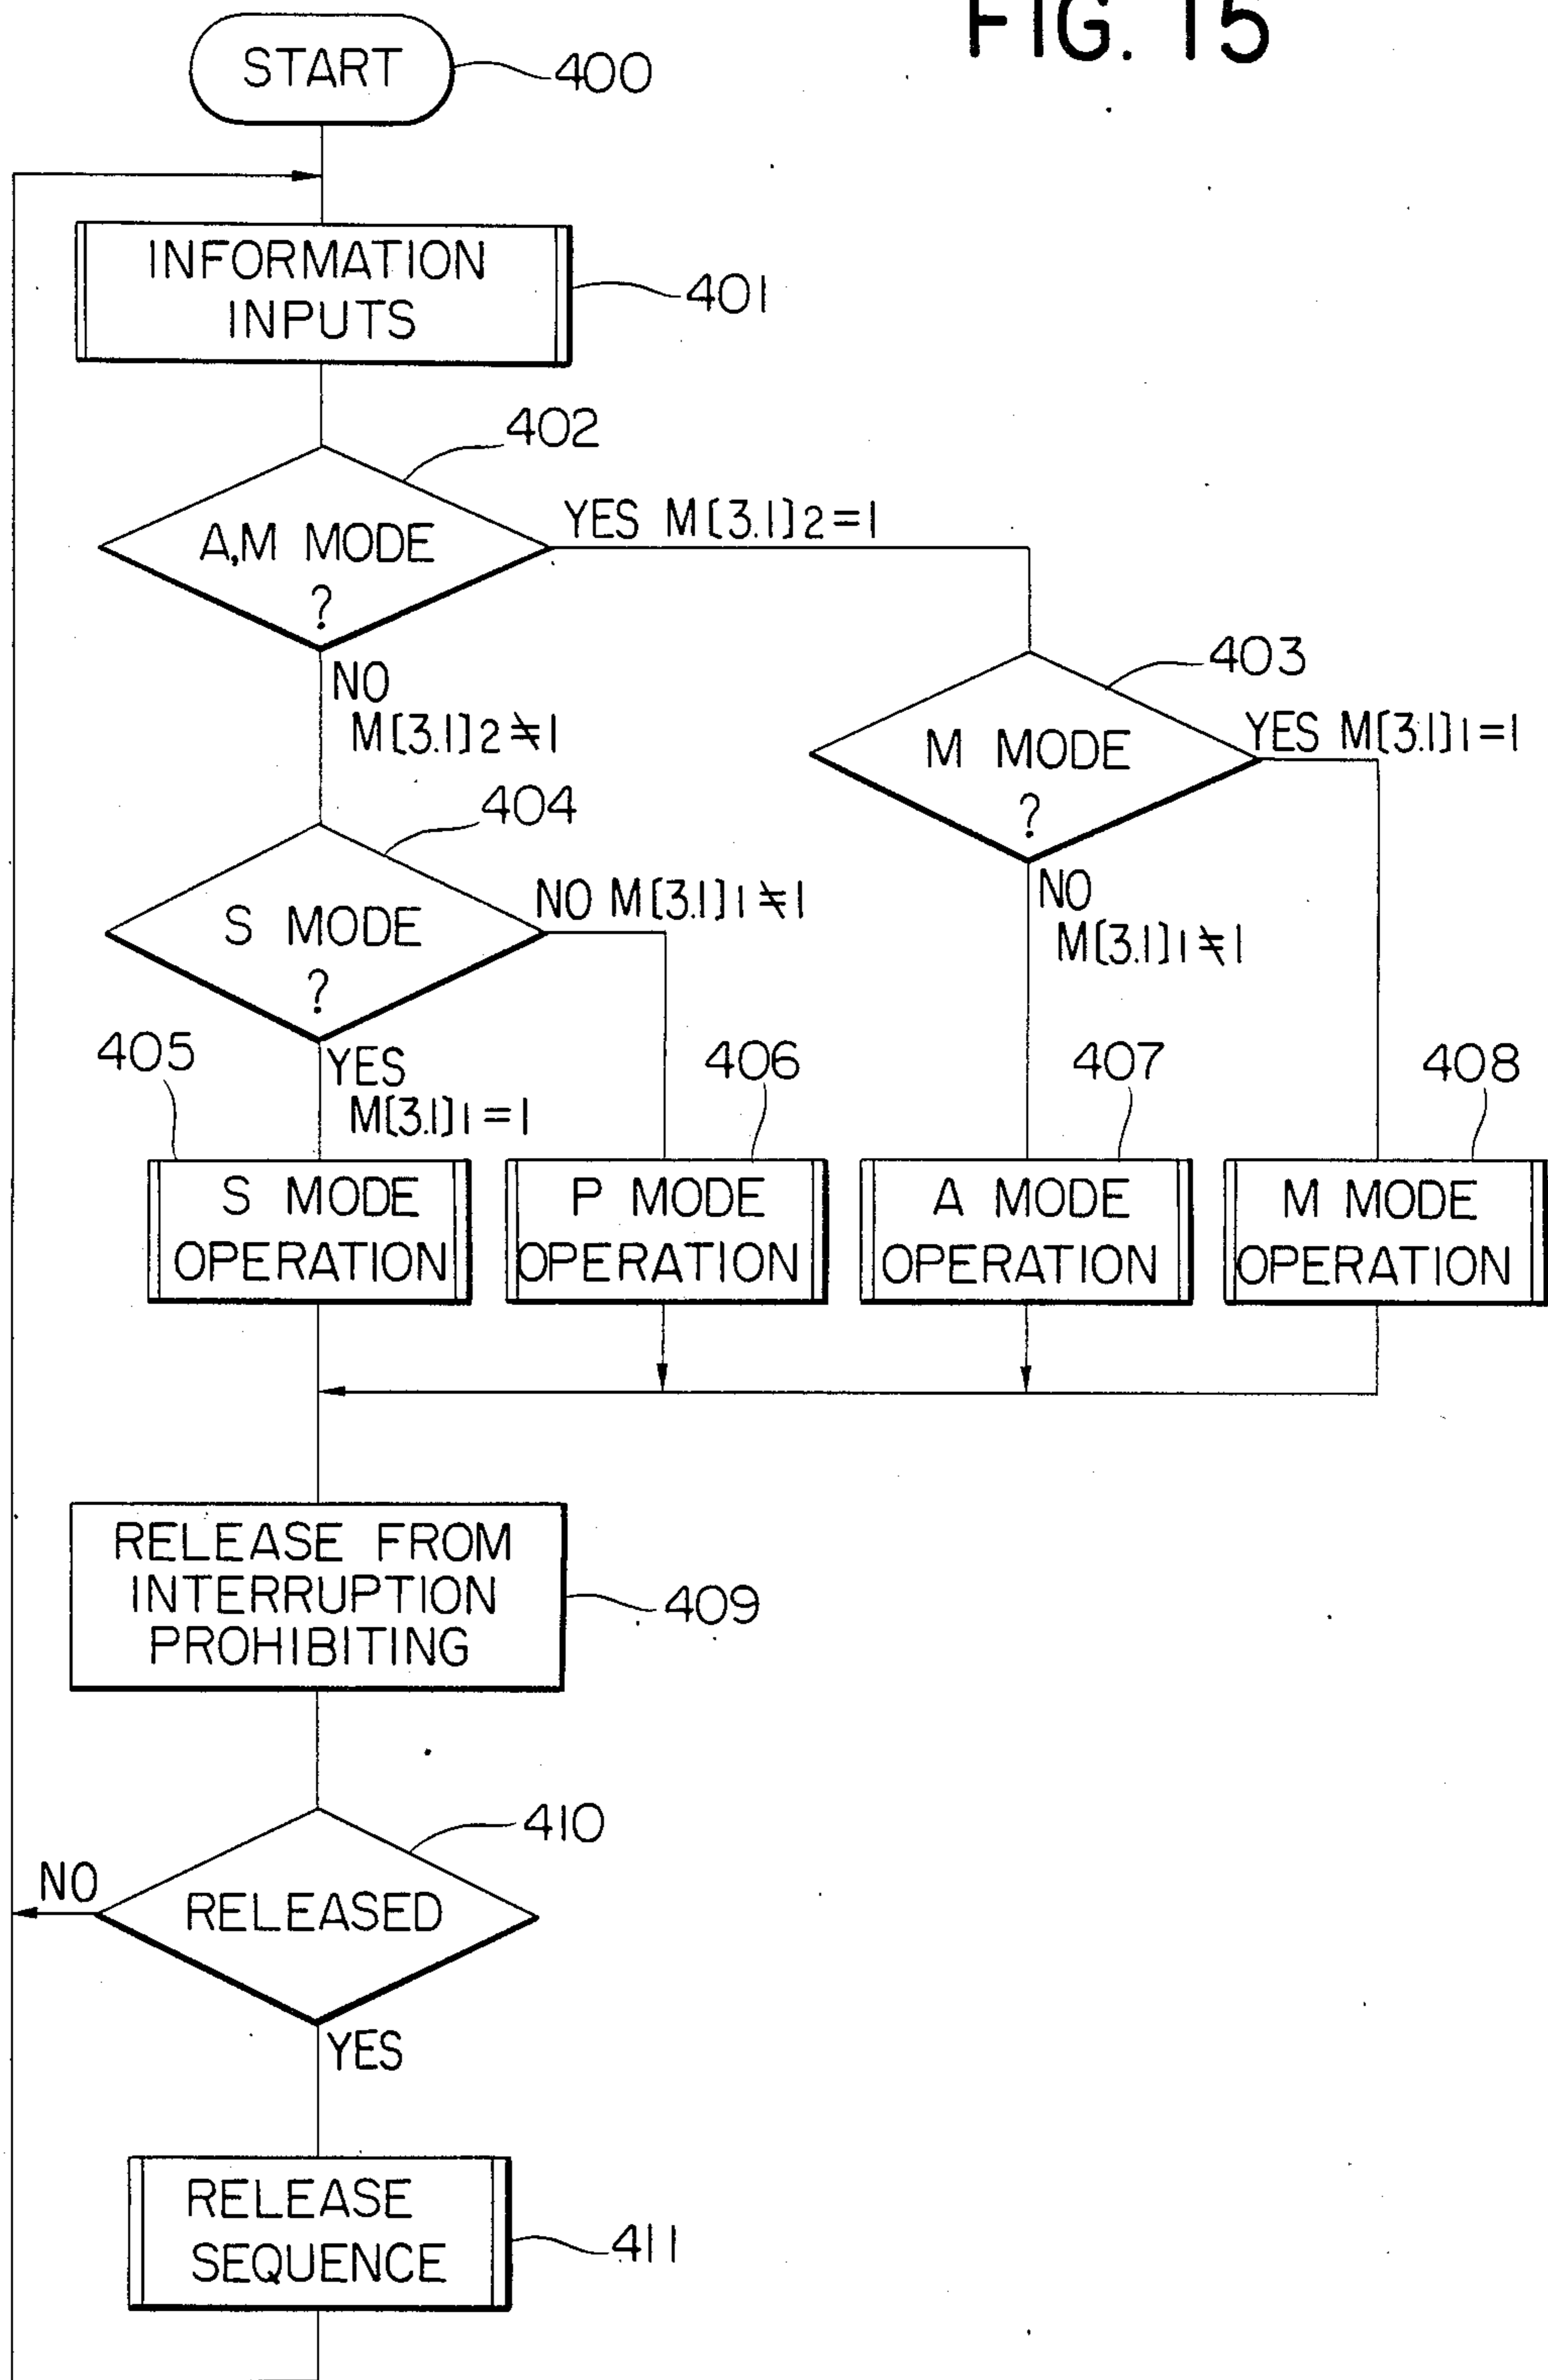 FIG. 15
START
400
INFORMATION
INPUTS
401
402
A,M MODE
?
YES M[3.1]2=1
NO
M[3.1]2≠1
403
M MODE
?
YES M[3.1]1=1
NO
M[3.1]1≠1
404
S MODE
?
NO M[3.1]1≠1
YES
M[3.1]1=1
405
406
407
408
S MODE
OPERATION
P MODE
OPERATION
A MODE
OPERATION
M MODE
OPERATION
RELEASE FROM
INTERRUPTION
PROHIBITING
409
410
RELEASED
NO
YES
RELEASE
SEQUENCE
411